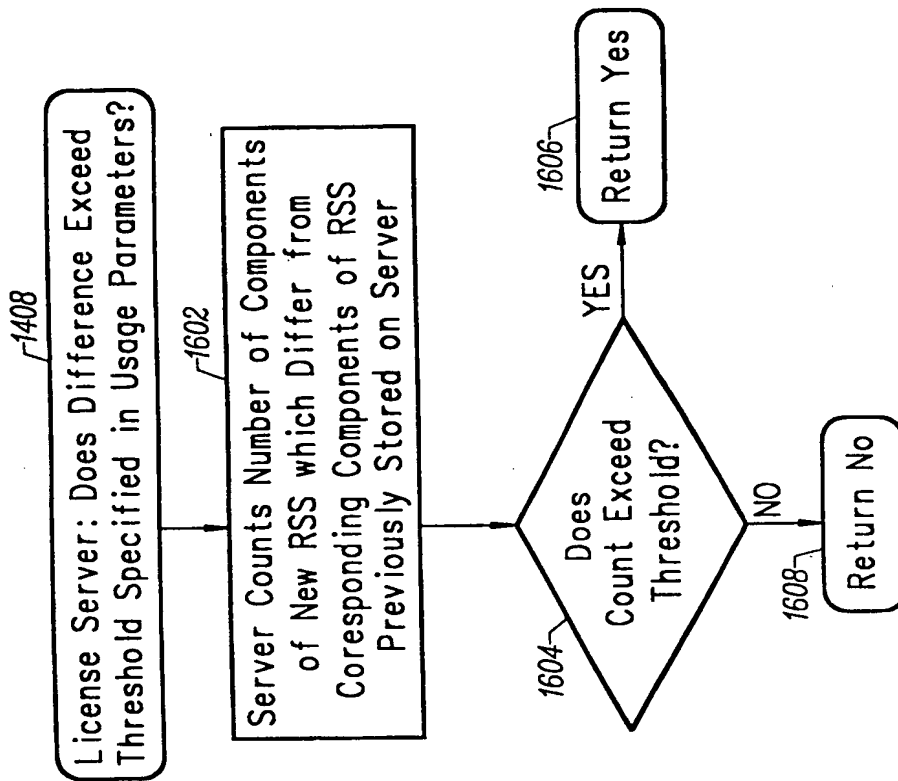 1408
License Server: Does Difference Exceed
Threshold Specified in Usage Parameters?
1602
Server Counts Number of Components
of New RSS which Differ from
Coresponding Components of RSS
Previously Stored on Server
1604
Does
Count Exceed
Threshold?
YES
1606
Return Yes
NO
1608
Return No